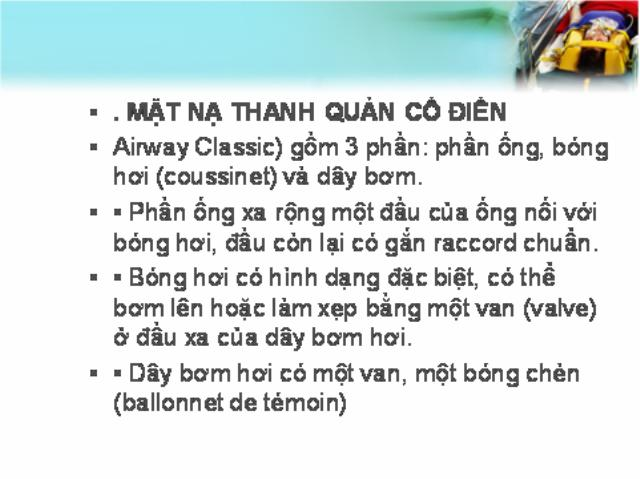 ▪ . MẶT NẠ THANH QUẢN CỔ ĐIỂN
▪ Airway Classic) gồm 3 phần: phần ống, bóng
hơi (coussinet) và dây bơm.
▪ ▪ Phần ống xa rộng một đầu của ống nối với
bóng hơi, đầu còn lại có gắn raccord chuẩn.
▪ ▪ Bóng hơi có hình dạng đặc biệt, có thể
bơm lên hoặc làm xẹp bằng một van (valve)
ở đầu xa của dây bơm hơi.
▪ ▪ Dây bơm hơi có một van, một bóng chèn
(ballonnet de témoin)